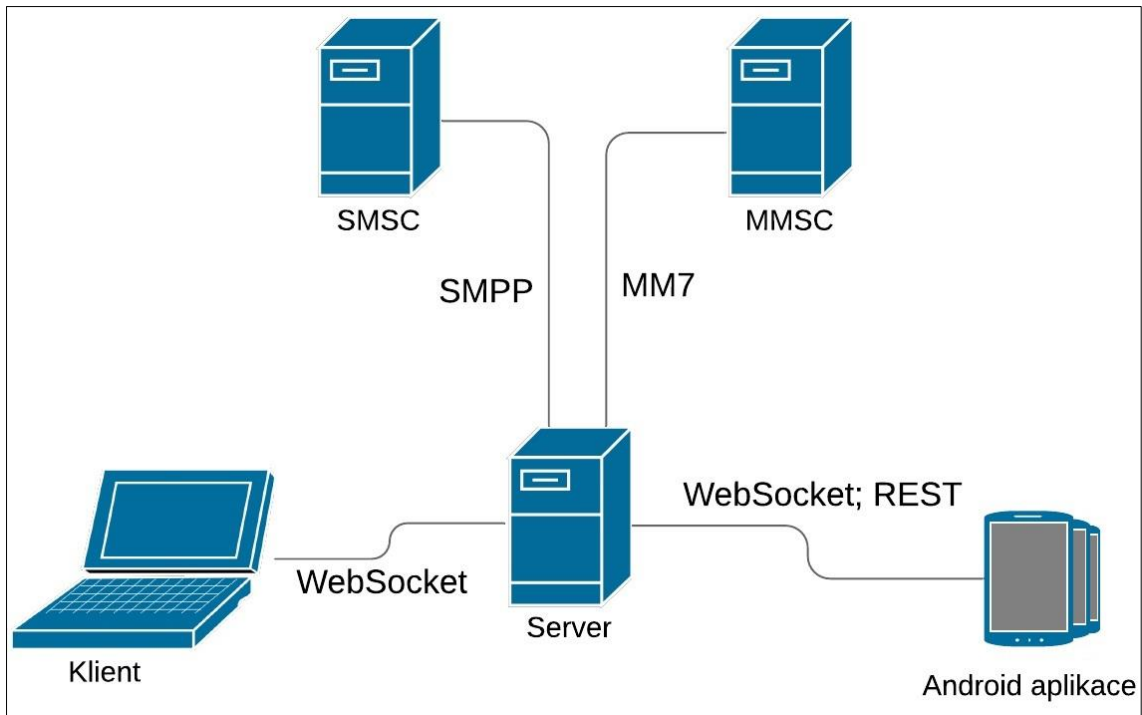 SMSC
MMSC
SMPP
MM7
WebSocket; REST
WebSocket
Server
Klient
Android aplikace